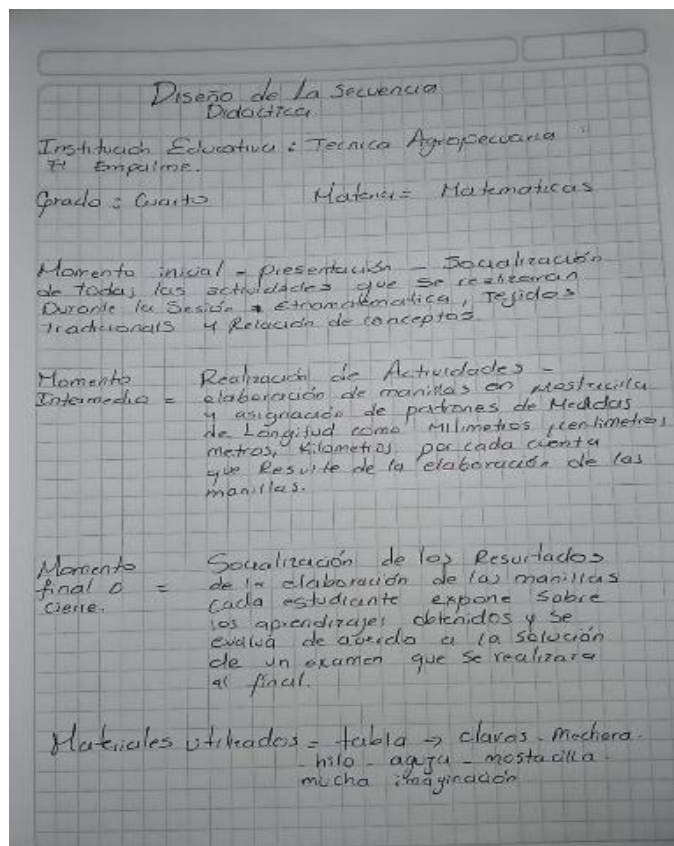 Diseño de la Secuencia
Didactica
Institución Educativa : Tecnica Agropecuaria
El Empalme.
Grado : Cuarto Materia = Matematicas
Momento inicial - presentación - Socialización
de todas las actividades que se realizaran
Durante la Sesión Etnomatematica, Tejidos
Tradicionals y Relación de conceptos
Momento Realización de Actividades -
Intermedio = elaboración de manillas en Mostracilla
y asignación de patrones de Medidas
de Longitud como Milimetros, centimetros
metros, Kilometros por cada cuenta
que Resulte de la elaboración de las
manillas.
Momento Socialización de los Resultados
final o = de la elaboración de las manillas
cierre. cada estudiante expone sobre
los aprendizajes obtenidos y se
evaluá de acuerdo a la solución
de un examen que se realizara
al final.
Materiales utilizados = tabla → clavos - mechera -
- hilo - aguja - mostacilla -
mucha imaginación